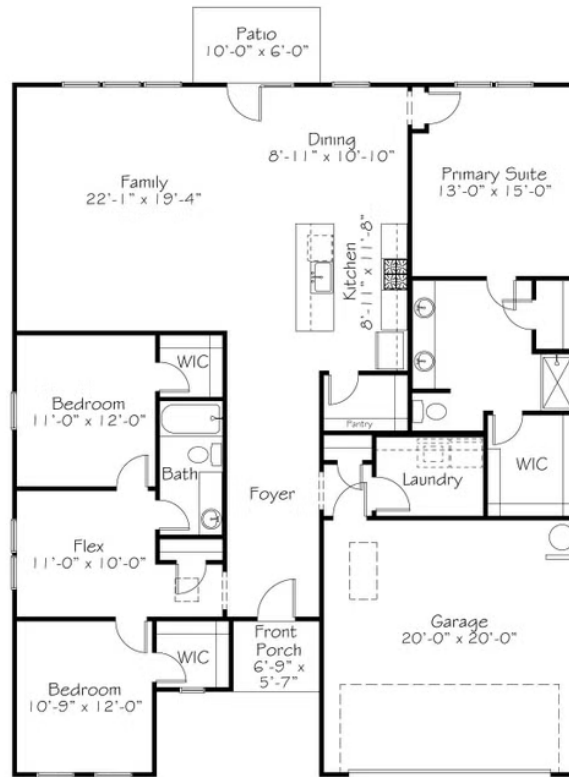 Patio
10'-0" x 6'-0"
Dining
8'-11" x 10'-10"
Family
22'-1" x 19'-4"
Primary Suite
13'-0" x 15'-0"
Kitchen
8'-11" x 11'-8"
WIC
Bedroom
11'-0" x 12'-0"
Pantry
Bath
Foyer
Laundry
WIC
Flex
11'-0" x 10'-0"
Garage
20'-0" x 20'-0"
Front
Porch
6'-9" x
5'-7"
WIC
Bedroom
10'-9" x 12'-0"